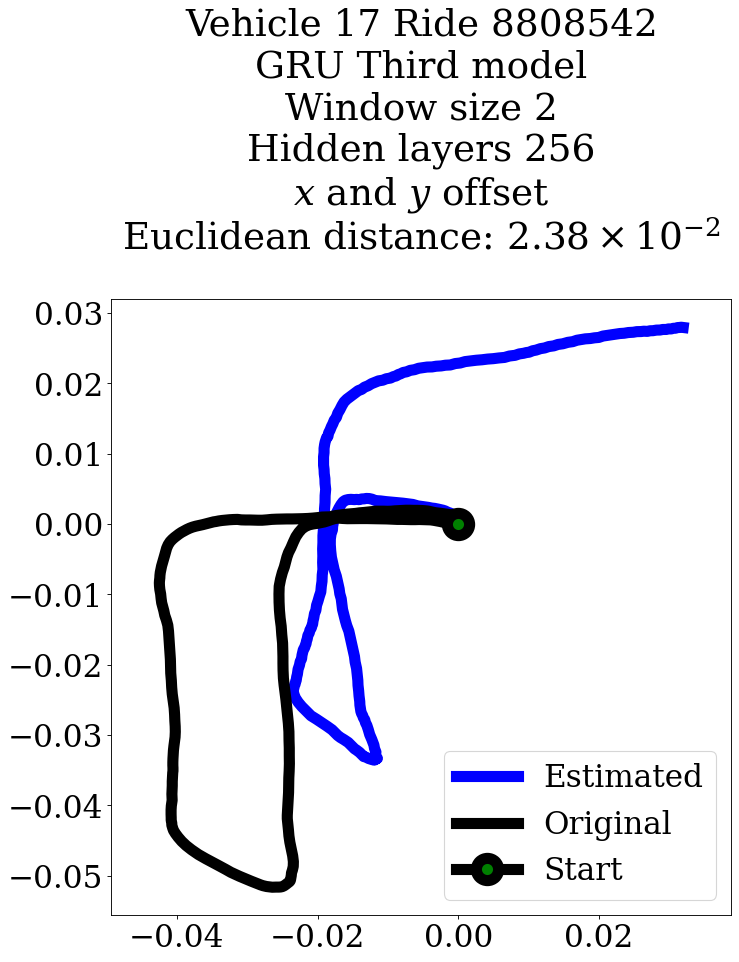 Vehicle 17 Ride 8808542
GRU Third model
Window size 2
Hidden layers 256
x and y offset
Euclidean distance: 2.38 × 10⁻²
0.03
0.02
0.01
0.00
−0.01
−0.02
−0.03
−0.04
−0.05
Estimated
Original
Start
−0.04 −0.02 0.00 0.02